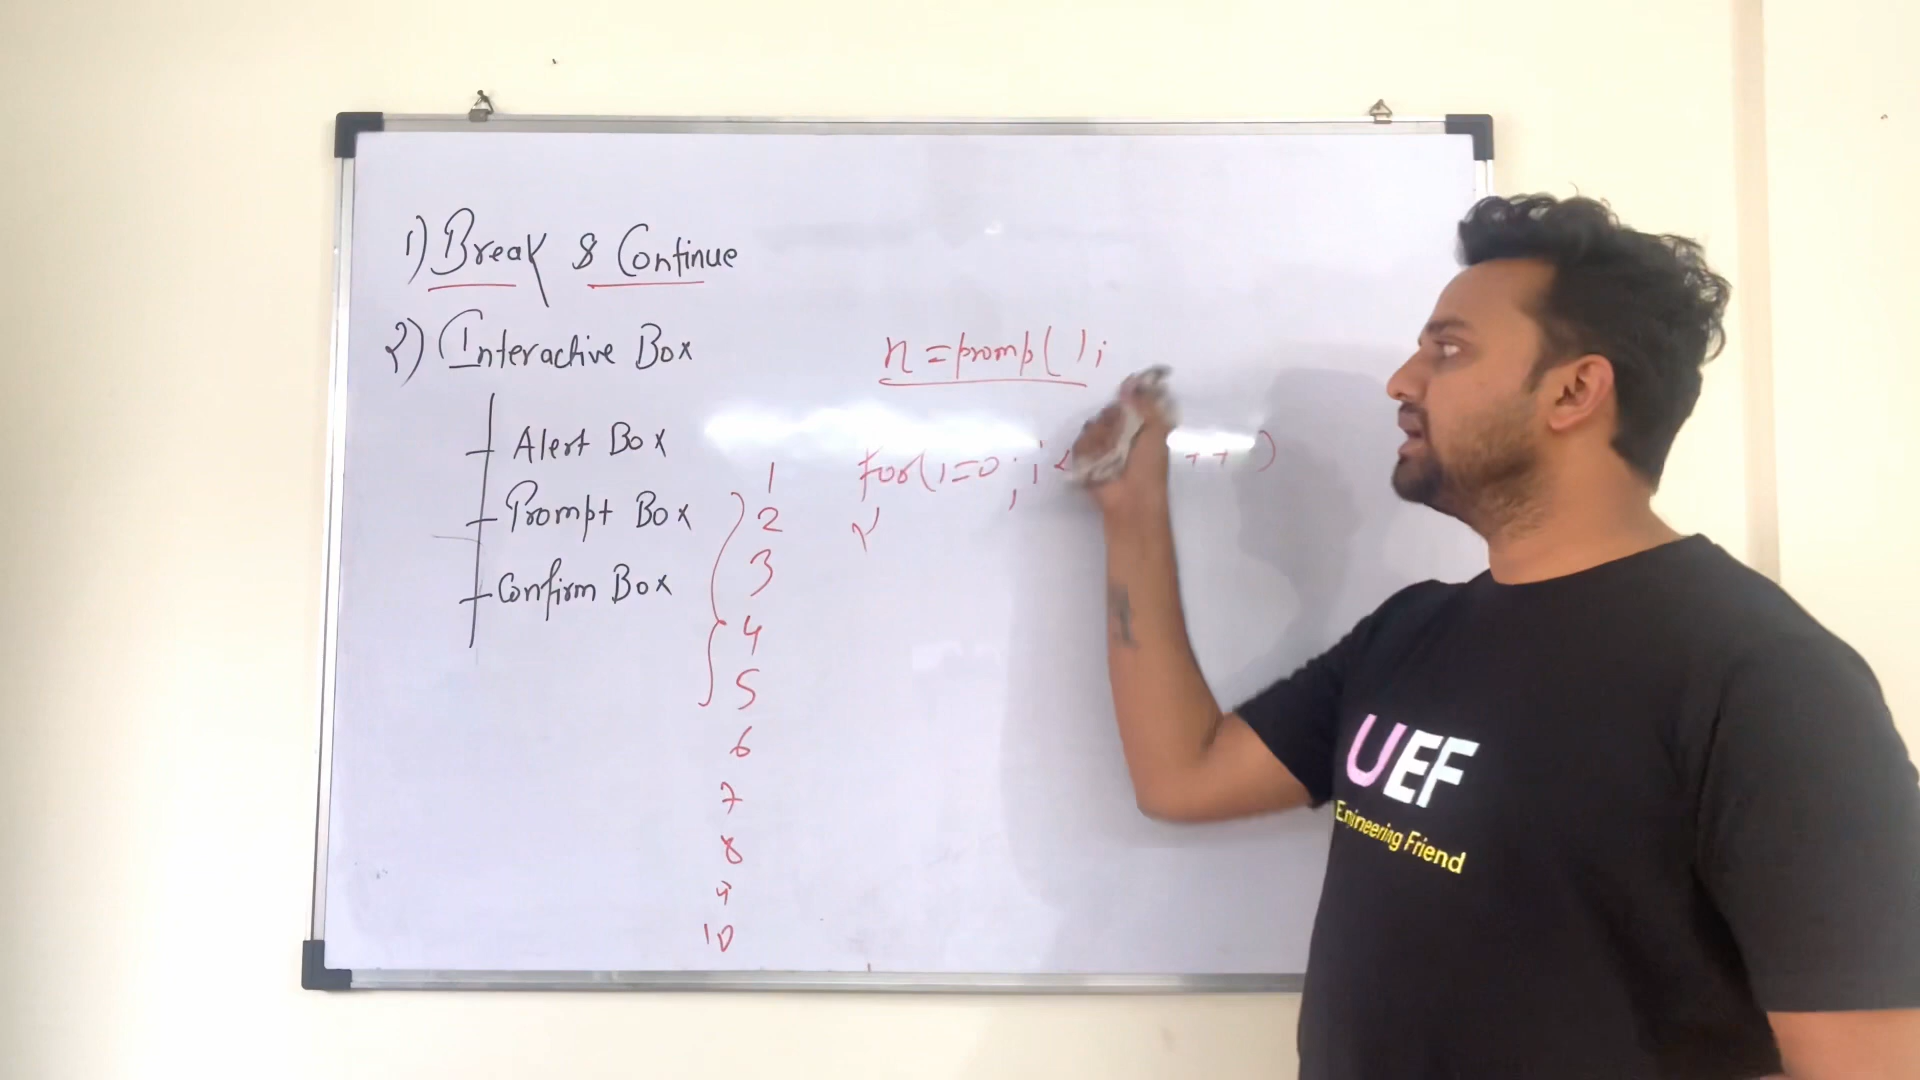 1) Break & Continue
2) Interactive Box
Alert Box
Prompt Box
Confirm Box
n = promp( );
for(i=0; i<
++ )
{
1
2
3
4
5
6
7
8
9
10
UEF
Engineering Friend